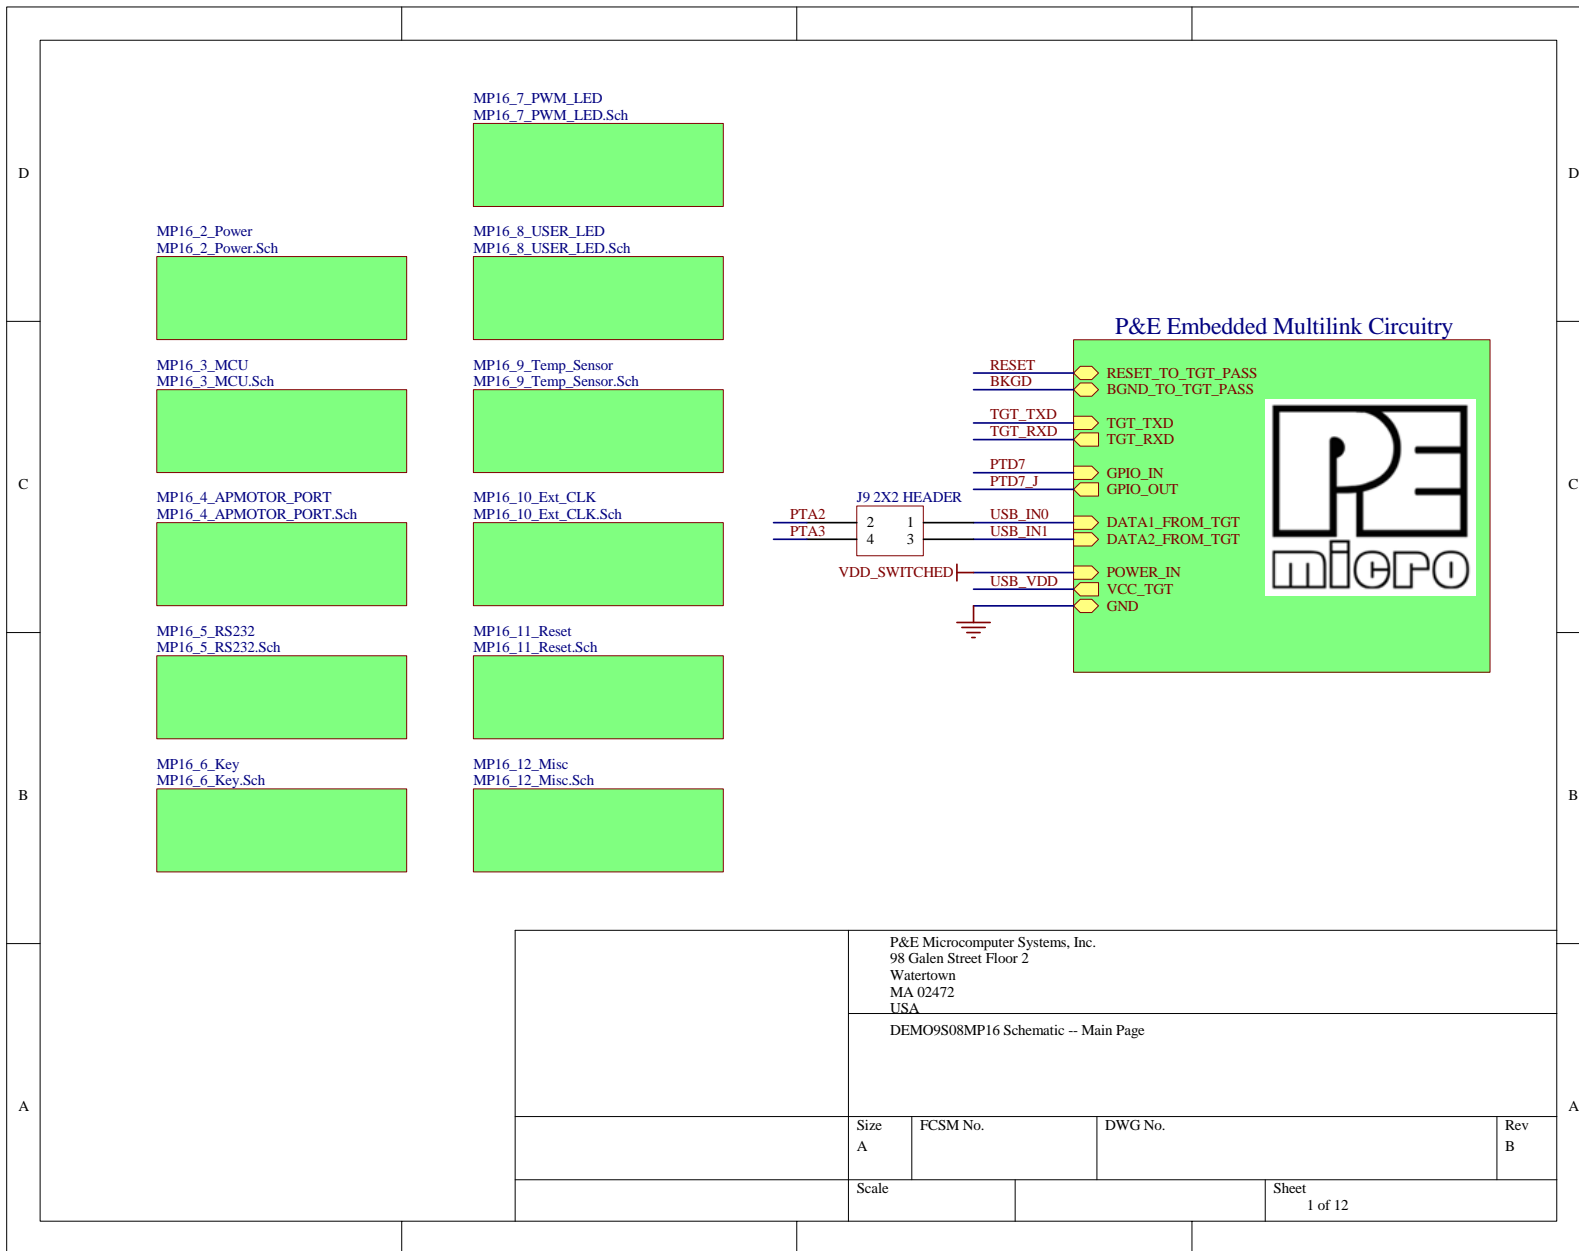 MP16_7_PWM_LED
MP16_7_PWM_LED.Sch
D
D
MP16_2_Power
MP16_2_Power.Sch
MP16_8_USER_LED
MP16_8_USER_LED.Sch
P&E Embedded Multilink Circuitry
MP16_3_MCU
MP16_3_MCU.Sch
MP16_9_Temp_Sensor
MP16_9_Temp_Sensor.Sch
RESET
RESET_TO_TGT_PASS
BKGD
BGND_TO_TGT_PASS
TGT_TXD
TGT_TXD
TGT_RXD
TGT_RXD
PTD7
GPIO_IN
PTD7_J
GPIO_OUT
C
C
MP16_4_APMOTOR_PORT
MP16_4_APMOTOR_PORT.Sch
MP16_10_Ext_CLK
MP16_10_Ext_CLK.Sch
J9 2X2 HEADER
PTA2
2 1
USB_IN0
DATA1_FROM_TGT
PTA3
4 3
USB_IN1
DATA2_FROM_TGT
VDD_SWITCHED
POWER_IN
USB_VDD
VCC_TGT
GND
PE
micro
MP16_5_RS232
MP16_5_RS232.Sch
MP16_11_Reset
MP16_11_Reset.Sch
MP16_6_Key
MP16_6_Key.Sch
MP16_12_Misc
MP16_12_Misc.Sch
B
B
P&E Microcomputer Systems, Inc.
98 Galen Street Floor 2
Watertown
MA 02472
USA
DEMO9S08MP16 Schematic -- Main Page
A
A
Size
A
FCSM No.
DWG No.
Rev
B
Scale
Sheet
1 of 12